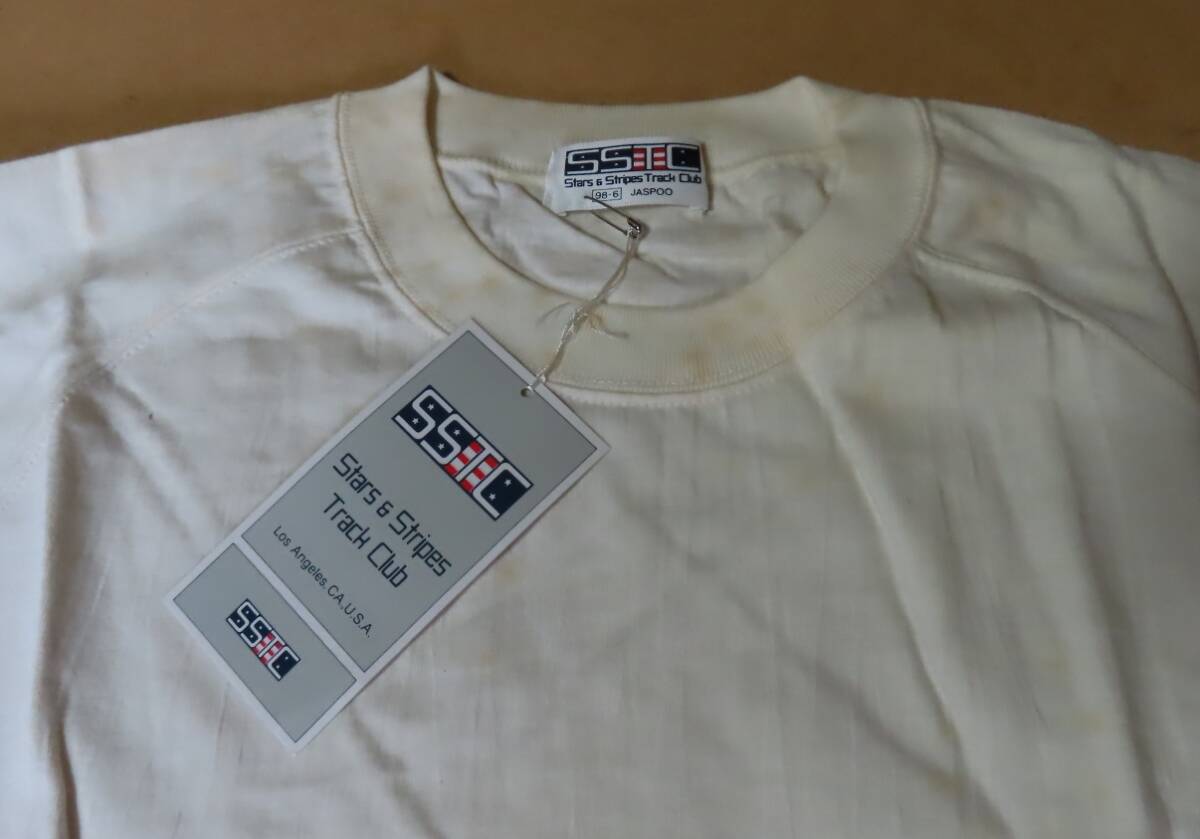 SSTC
Stars & Stripes Track Club
98-6 JASPOO
SSTC
Stars & Stripes
Track Club
Los Angeles, CA, U.S.A.
SSTC